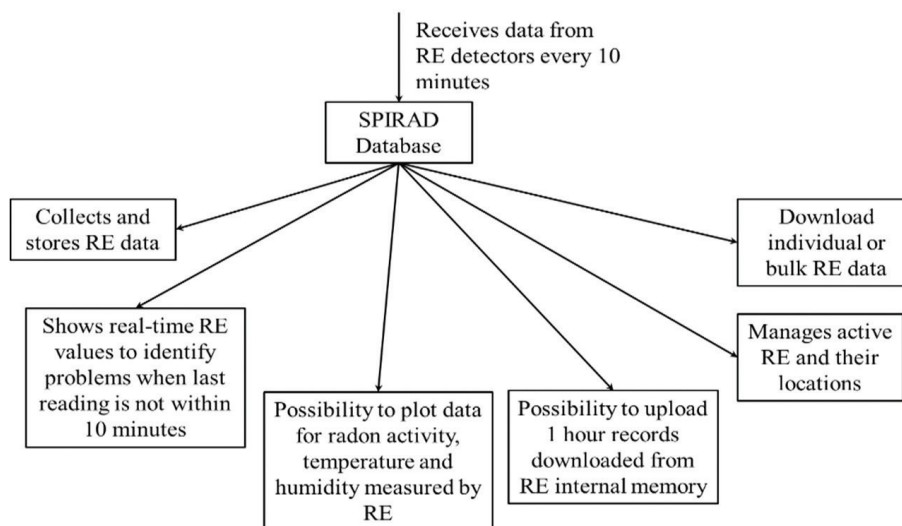 Receives data from
RE detectors every 10
minutes
SPIRAD
Database
Collects and
stores RE data
Download
individual or
bulk RE data
Shows real-time RE
values to identify
problems when last
reading is not within
10 minutes
Manages active
RE and their
locations
Possibility to plot data
for radon activity,
temperature and
humidity measured by
RE
Possibility to upload
1 hour records
downloaded from
RE internal memory